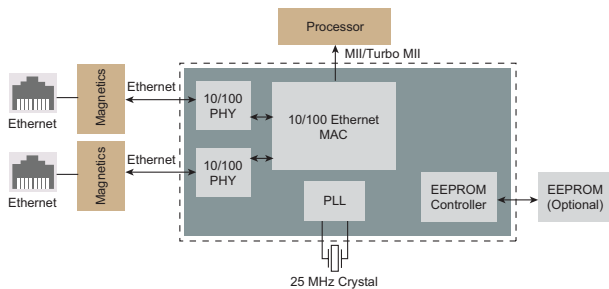 Processor
MII/Turbo MII
Magnetics
Ethernet
10/100
PHY
10/100 Ethernet
MAC
Ethernet
Magnetics
Ethernet
10/100
PHY
Ethernet
PLL
EEPROM
Controller
EEPROM
(Optional)
25 MHz Crystal